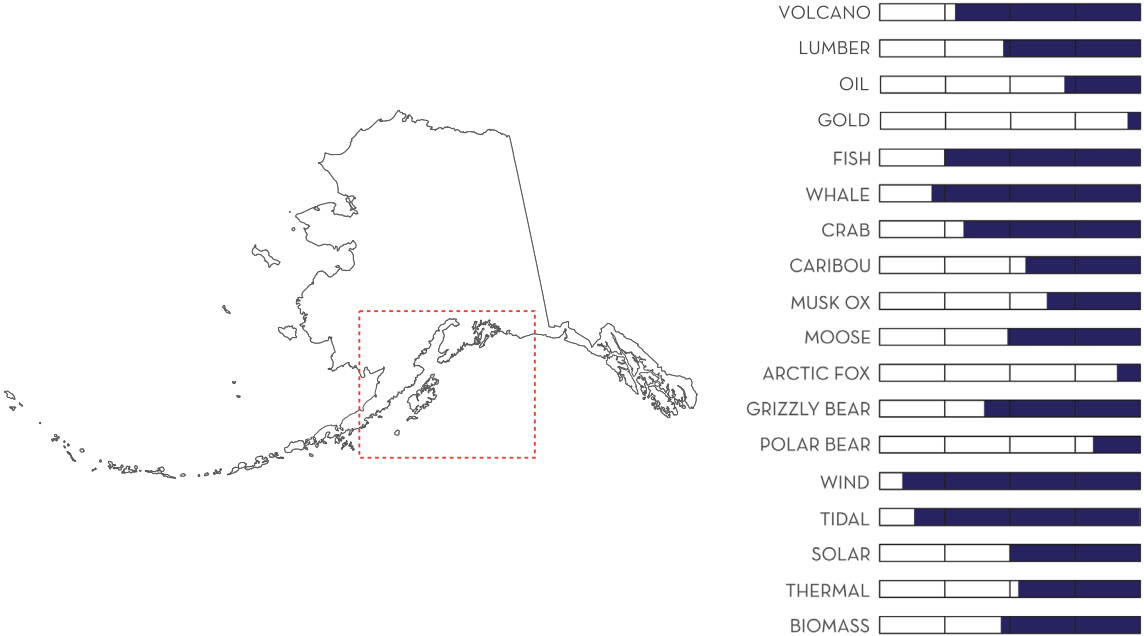 VOLCANO
LUMBER
OIL
GOLD
FISH
WHALE
CRAB
CARIBOU
MUSK OX
MOOSE
ARCTIC FOX
GRIZZLY BEAR
POLAR BEAR
WIND
TIDAL
SOLAR
THERMAL
BIOMASS